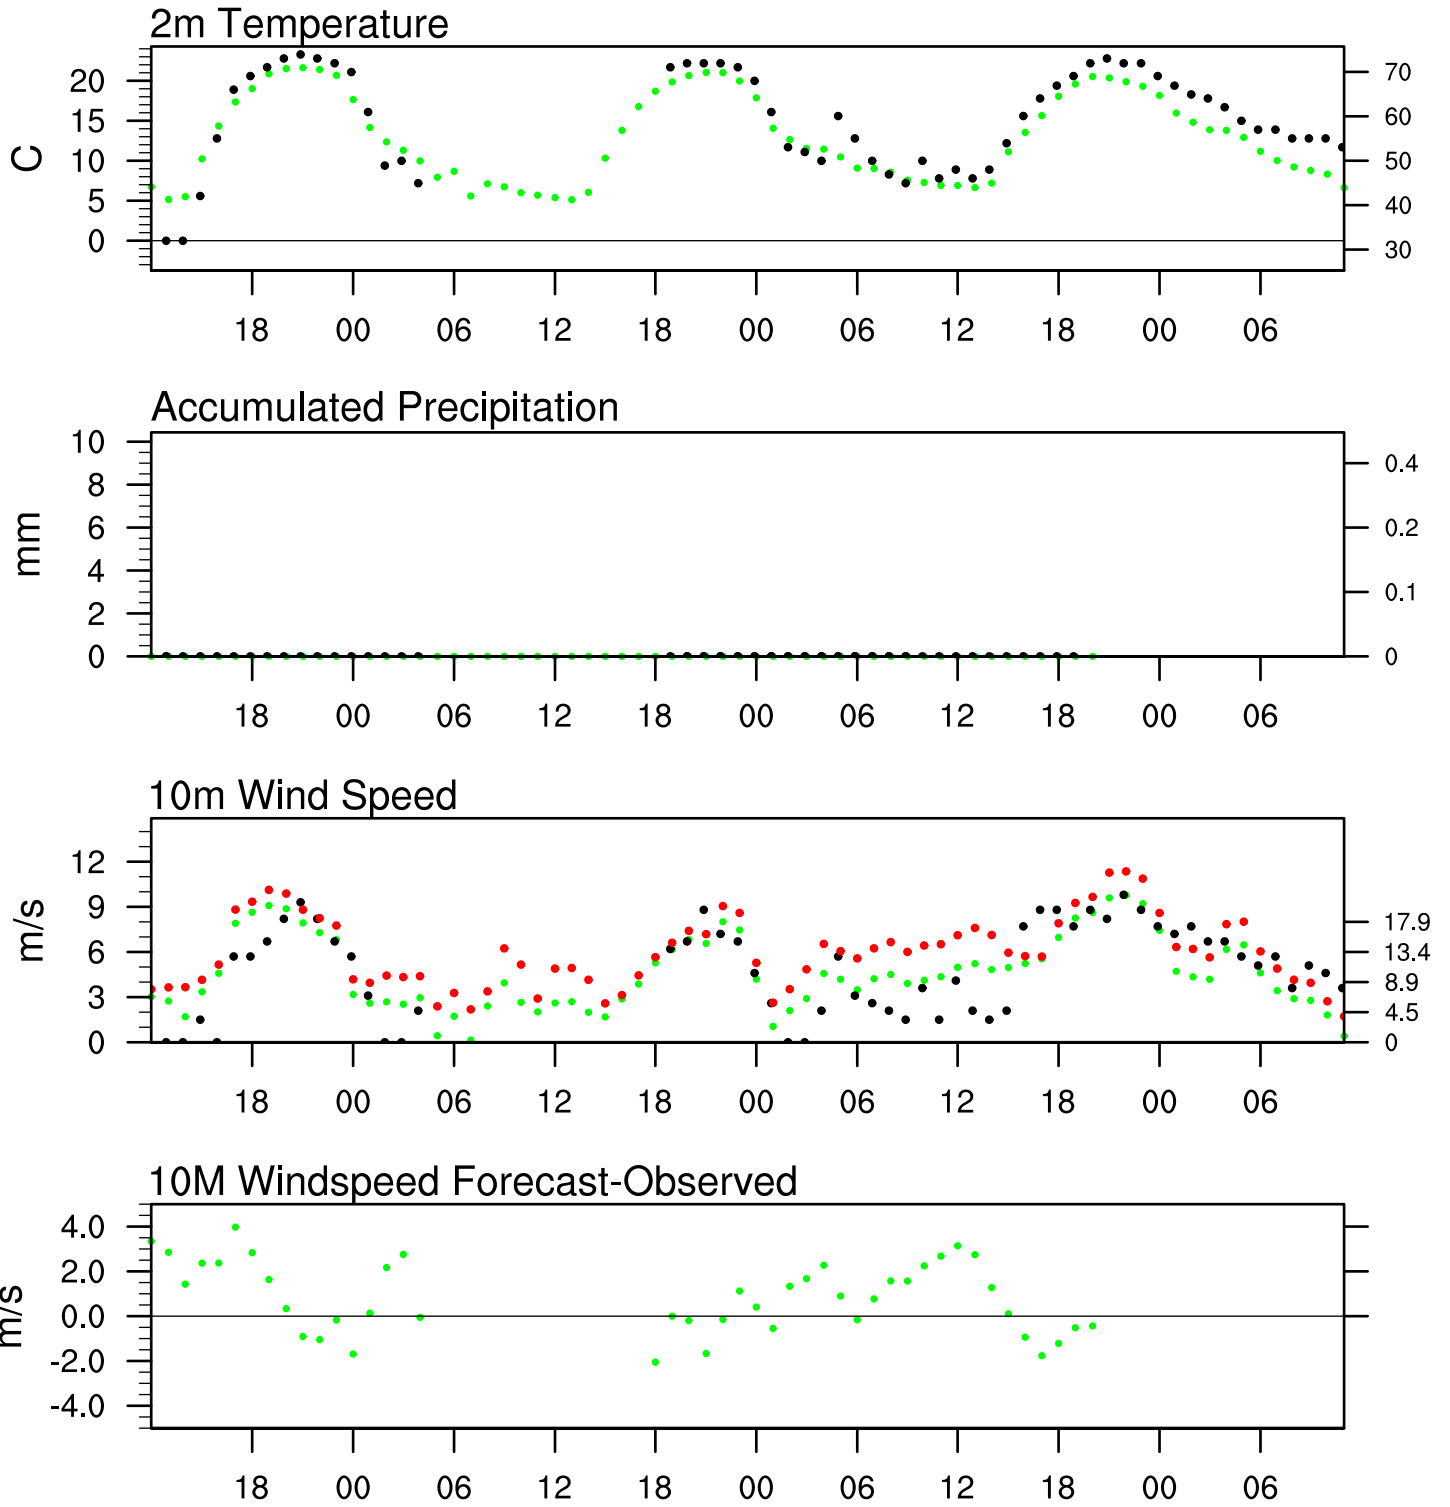 2m Temperature
C
20
15
10
5
0
70
60
50
40
30
18 00 06 12 18 00 06 12 18 00 06
Accumulated Precipitation
mm
10
8
6
4
2
0
0.4
0.2
0.1
0
18 00 06 12 18 00 06 12 18 00 06
10m Wind Speed
m/s
12
9
6
3
0
17.9
13.4
8.9
4.5
0
18 00 06 12 18 00 06 12 18 00 06
10M Windspeed Forecast-Observed
m/s
4.0
2.0
0.0
-2.0
-4.0
18 00 06 12 18 00 06 12 18 00 06